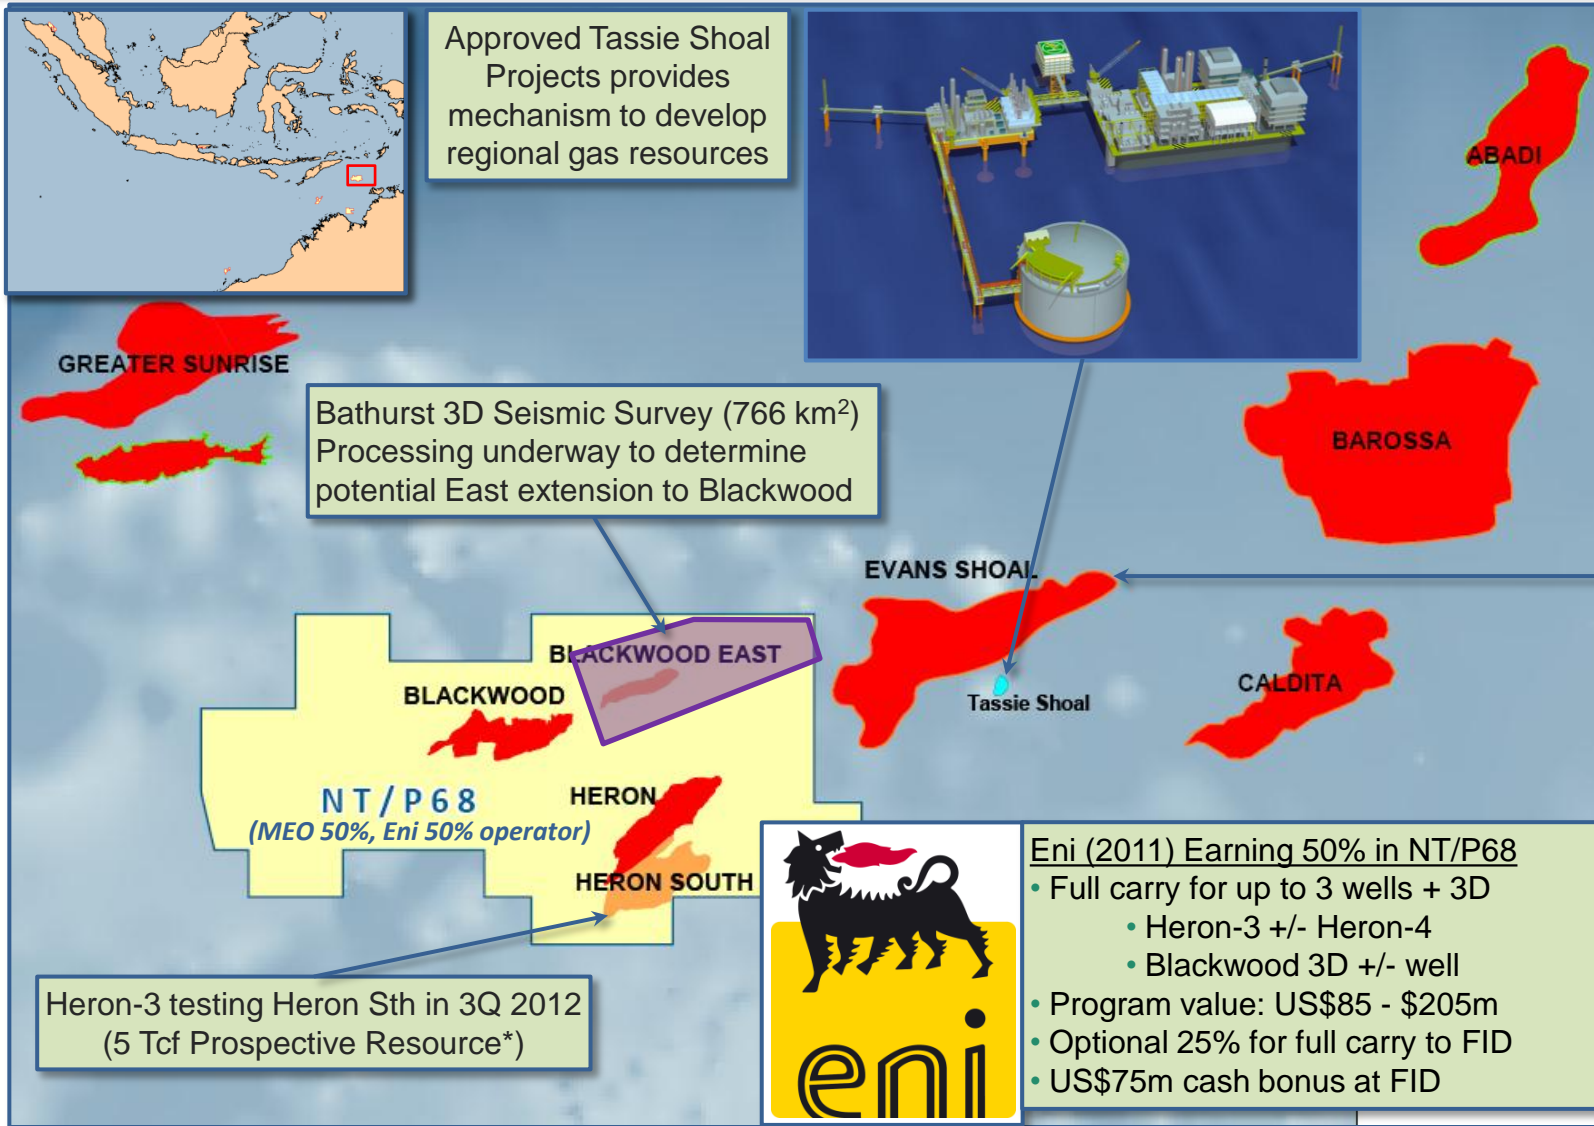 Approved Tassie Shoal
Projects provides
mechanism to develop
regional gas resources
ABADI
GREATER SUNRISE
Bathurst 3D Seismic Survey (766 km²)
Processing underway to determine
potential East extension to Blackwood
BAROSSA
EVANS SHOAL
BLACKWOOD EAST
BLACKWOOD
Tassie Shoal
CALDITA
NT/P68
(MEO 50%, Eni 50% operator)
HERON
HERON SOUTH
Heron-3 testing Heron Sth in 3Q 2012
(5 Tcf Prospective Resource*)
eni
Eni (2011) Earning 50% in NT/P68
• Full carry for up to 3 wells + 3D
• Heron-3 +/- Heron-4
• Blackwood 3D +/- well
• Program value: US$85 - $205m
• Optional 25% for full carry to FID
• US$75m cash bonus at FID